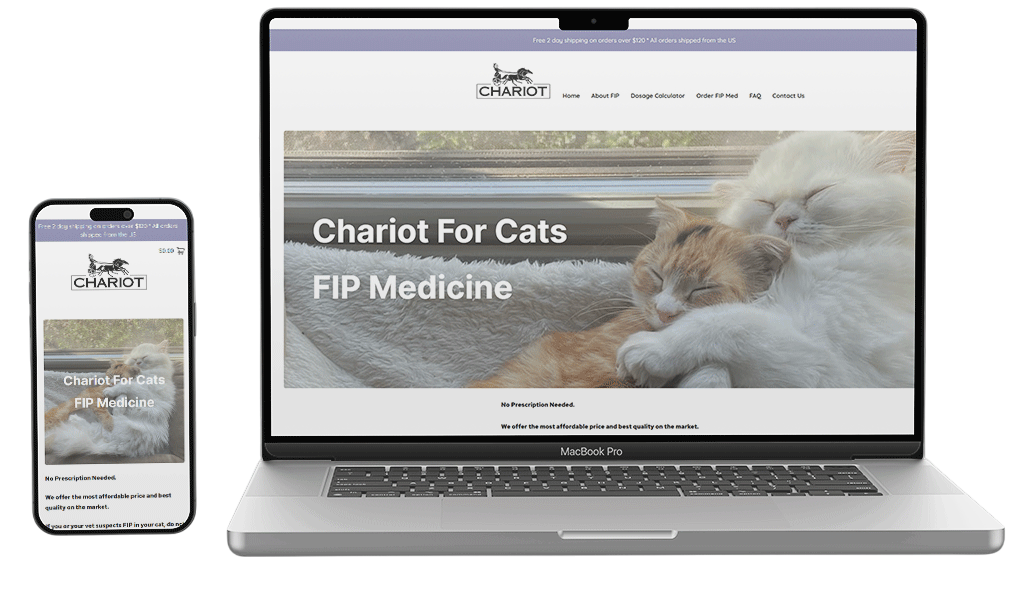 Free 2 day shipping on orders over $120 * All orders
shipped from the US
$0.00
CHARIOT
Chariot For Cats
FIP Medicine
No Prescription Needed.
We offer the most affordable price and best
quality on the market.
If you or your vet suspects FIP in your cat, do not
Free 2 day shipping on orders over $120 * All orders shipped from the US
CHARIOT
Home About FIP Dosage Calculator Order FIP Med FAQ Contact Us
Chariot For Cats
FIP Medicine
No Prescription Needed.
We offer the most affordable price and best quality on the market.
MacBook Pro